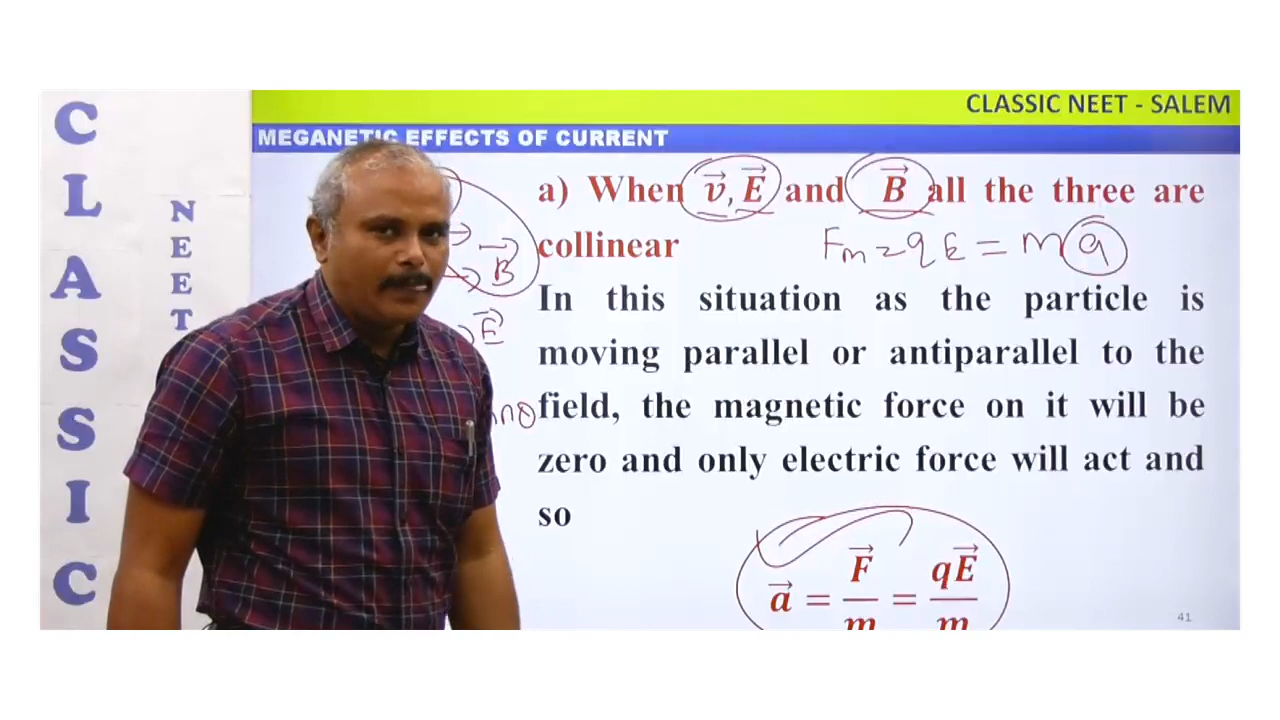 CLASSIC NEET - SALEM
MEGANETIC EFFECTS OF CURRENT
CLASSIC
NEET
a) When v⃗, E⃗ and B⃗ all the three are
collinear
Fm = qE = ma
B⃗
E⃗
In this situation as the particle is
moving parallel or antiparallel to the
field, the magnetic force on it will be
zero and only electric force will act and
so
a⃗ = F⃗/m = qE⃗/m
41